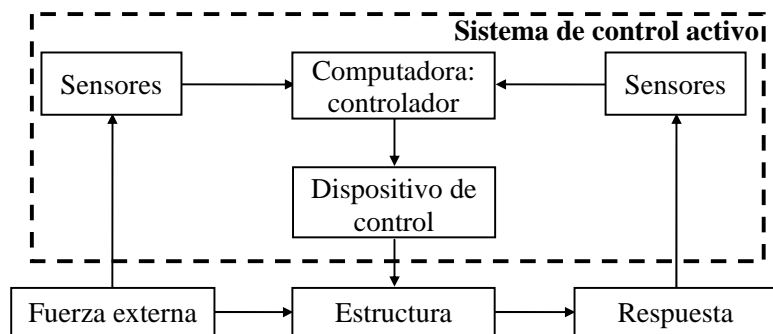 Sistema de control activo
Sensores
Computadora:
controlador
Sensores
Dispositivo de
control
Fuerza externa
Estructura
Respuesta